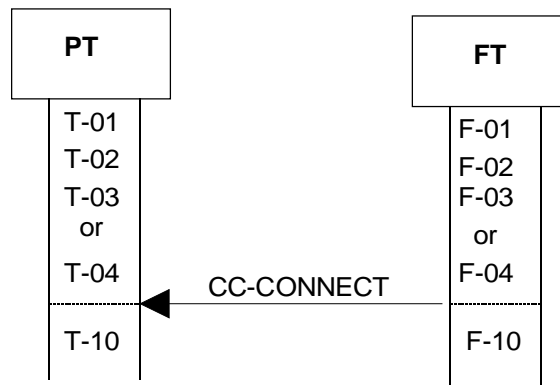 PT
FT
T-01
F-01
T-02
F-02
T-03
F-03
or
or
T-04
F-04
CC-CONNECT
T-10
F-10